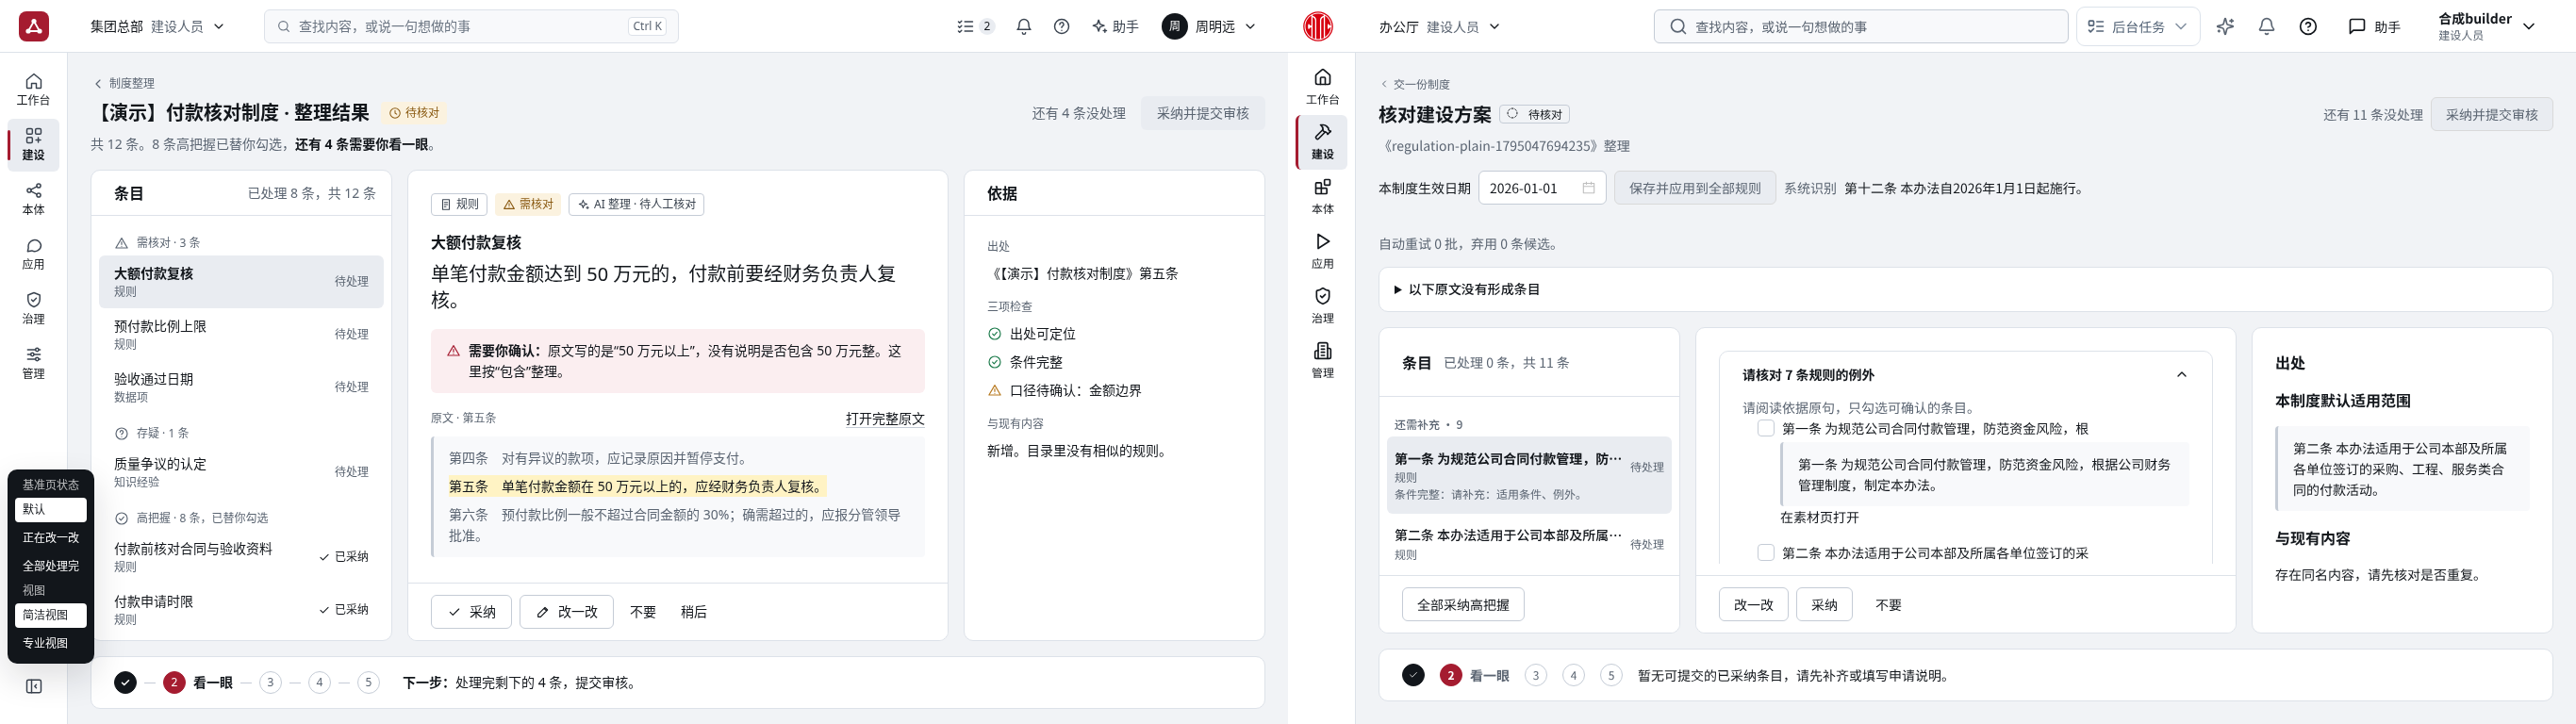 集团总部 建设人员
查找内容，或说一句想做的事
Ctrl K
2
助手
周
周明远
工作台
建设
本体
应用
治理
管理
制度整理
【演示】付款核对制度 · 整理结果
待核对
还有 4 条没处理
采纳并提交审核
共 12 条。8 条高把握已替你勾选，还有 4 条需要你看一眼。
条目
已处理 8 条，共 12 条
需核对 · 3 条
大额付款复核
规则
待处理
预付款比例上限
规则
待处理
验收通过日期
数据项
待处理
存疑 · 1 条
质量争议的认定
知识经验
待处理
高把握 · 8 条，已替你勾选
付款前核对合同与验收资料
规则
已采纳
付款申请时限
规则
已采纳
基准页状态
默认
正在改一改
全部处理完
视图
简洁视图
专业视图
规则
需核对
AI 整理 · 待人工核对
大额付款复核
单笔付款金额达到 50 万元的，付款前要经财务负责人复
核。
需要你确认：原文写的是“50 万元以上”，没有说明是否包含 50 万元整。这
里按“包含”整理。
原文 · 第五条
打开完整原文
第四条 对有异议的款项，应记录原因并暂停支付。
第五条 单笔付款金额在 50 万元以上的，应经财务负责人复核。
第六条 预付款比例一般不超过合同金额的 30%；确需超过的，应报分管领导
批准。
采纳
改一改
不要
稍后
依据
出处
《【演示】付款核对制度》第五条
三项检查
出处可定位
条件完整
口径待确认：金额边界
与现有内容
新增。目录里没有相似的规则。
2
看一眼
3
4
5
下一步：处理完剩下的 4 条，提交审核。
办公厅 建设人员
查找内容，或说一句想做的事
后台任务
助手
合成builder
建设人员
工作台
建设
本体
应用
治理
管理
交一份制度
核对建设方案
待核对
还有 11 条没处理
采纳并提交审核
《regulation-plain-1795047694235》整理
本制度生效日期
2026-01-01
保存并应用到全部规则
系统识别
第十二条 本办法自2026年1月1日起施行。
自动重试 0 批，弃用 0 条候选。
以下原文没有形成条目
条目
已处理 0 条，共 11 条
还需补充 · 9
第一条 为规范公司合同付款管理，防…
规则
条件完整：请补充：适用条件、例外。
待处理
第二条 本办法适用于公司本部及所属…
规则
待处理
全部采纳高把握
请核对 7 条规则的例外
请阅读依据原句，只勾选可确认的条目。
第一条 为规范公司合同付款管理，防范资金风险，根
第一条 为规范公司合同付款管理，防范资金风险，根据公司财务
管理制度，制定本办法。
在素材页打开
第二条 本办法适用于公司本部及所属各单位签订的采
改一改
采纳
不要
出处
本制度默认适用范围
第二条 本办法适用于公司本部及所属
各单位签订的采购、工程、服务类合
同的付款活动。
与现有内容
存在同名内容，请先核对是否重复。
2
看一眼
3
4
5
暂无可提交的已采纳条目，请先补齐或填写申请说明。